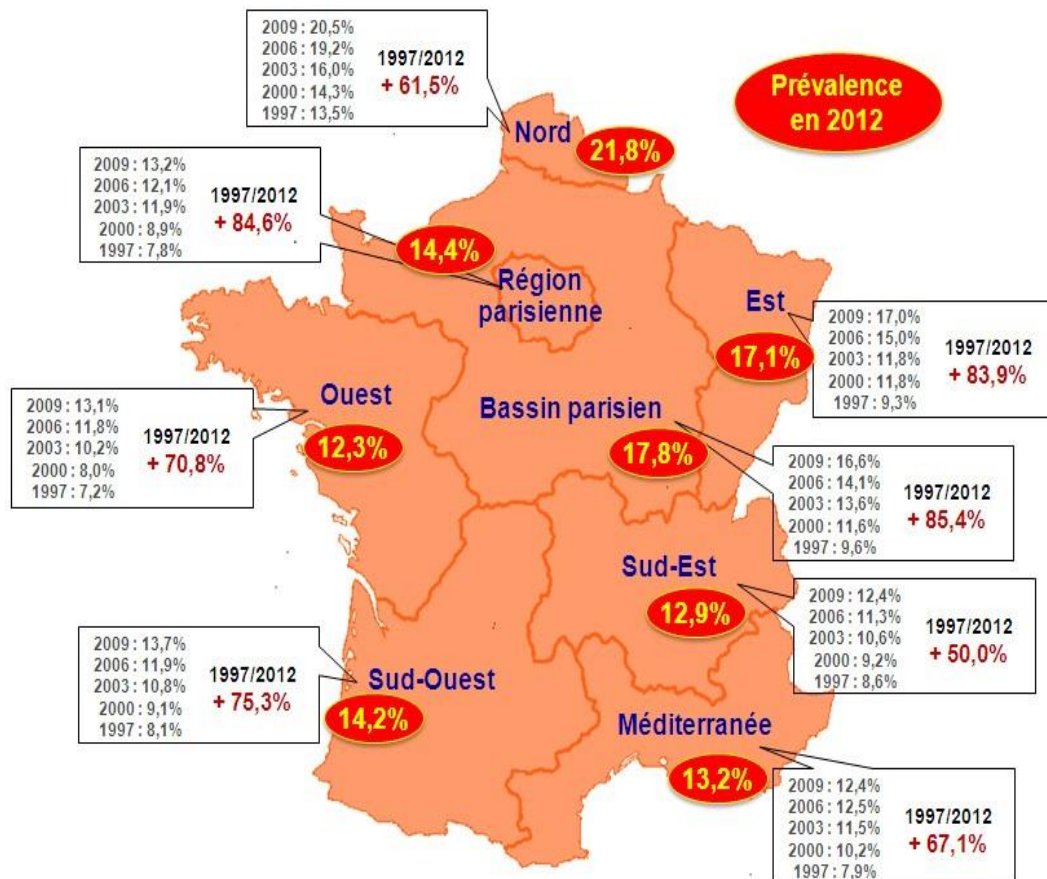 2009 : 20,5%
2006 : 19,2%
2003 : 16,0%
2000 : 14,3%
1997 : 13,5%
1997/2012
+ 61,5%
Nord
21,8%
Prévalence
en 2012
2009 : 13,2%
2006 : 12,1%
2003 : 11,9%
2000 : 8,9%
1997 : 7,8%
1997/2012
+ 84,6%
14,4%
Région
parisienne
Est
17,1%
2009 : 17,0%
2006 : 15,0%
2003 : 11,8%
2000 : 11,8%
1997 : 9,3%
1997/2012
+ 83,9%
2009 : 13,1%
2006 : 11,8%
2003 : 10,2%
2000 : 8,0%
1997 : 7,2%
1997/2012
+ 70,8%
Ouest
12,3%
Bassin parisien
17,8%
2009 : 16,6%
2006 : 14,1%
2003 : 13,6%
2000 : 11,6%
1997 : 9,6%
1997/2012
+ 85,4%
Sud-Est
12,9%
2009 : 12,4%
2006 : 11,3%
2003 : 10,6%
2000 : 9,2%
1997 : 8,6%
1997/2012
+ 50,0%
2009 : 13,7%
2006 : 11,9%
2003 : 10,8%
2000 : 9,1%
1997 : 8,1%
1997/2012
+ 75,3%
Sud-Ouest
14,2%
Méditerranée
13,2%
2009 : 12,4%
2006 : 12,5%
2003 : 11,5%
2000 : 10,2%
1997 : 7,9%
1997/2012
+ 67,1%